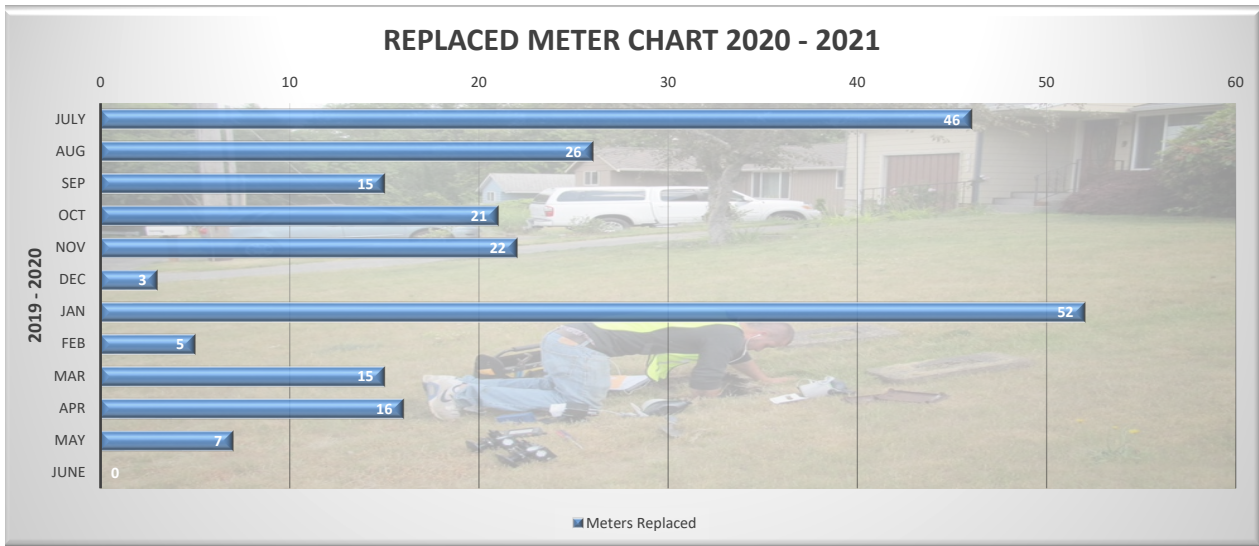 REPLACED METER CHART 2020 - 2021
0 10 20 30 40 50 60
2019 - 2020
JULY 46
AUG 26
SEP 15
OCT 21
NOV 22
DEC 3
JAN 52
FEB 5
MAR 15
APR 16
MAY 7
JUNE 0
Meters Replaced